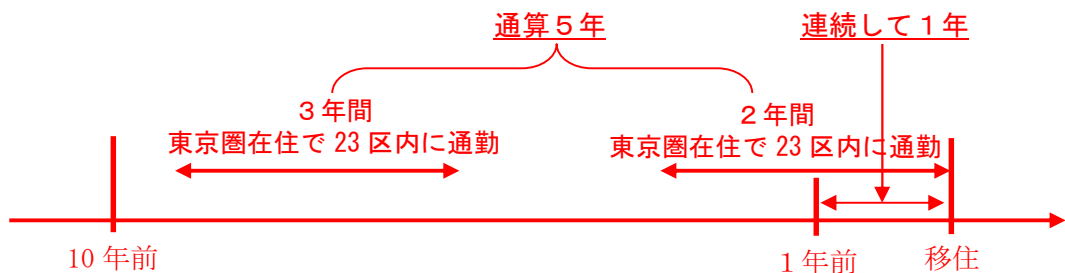 通算５年
連続して１年
３年間
東京圏在住で 23 区内に通勤
２年間
東京圏在住で 23 区内に通勤
10 年前
１年前
移住